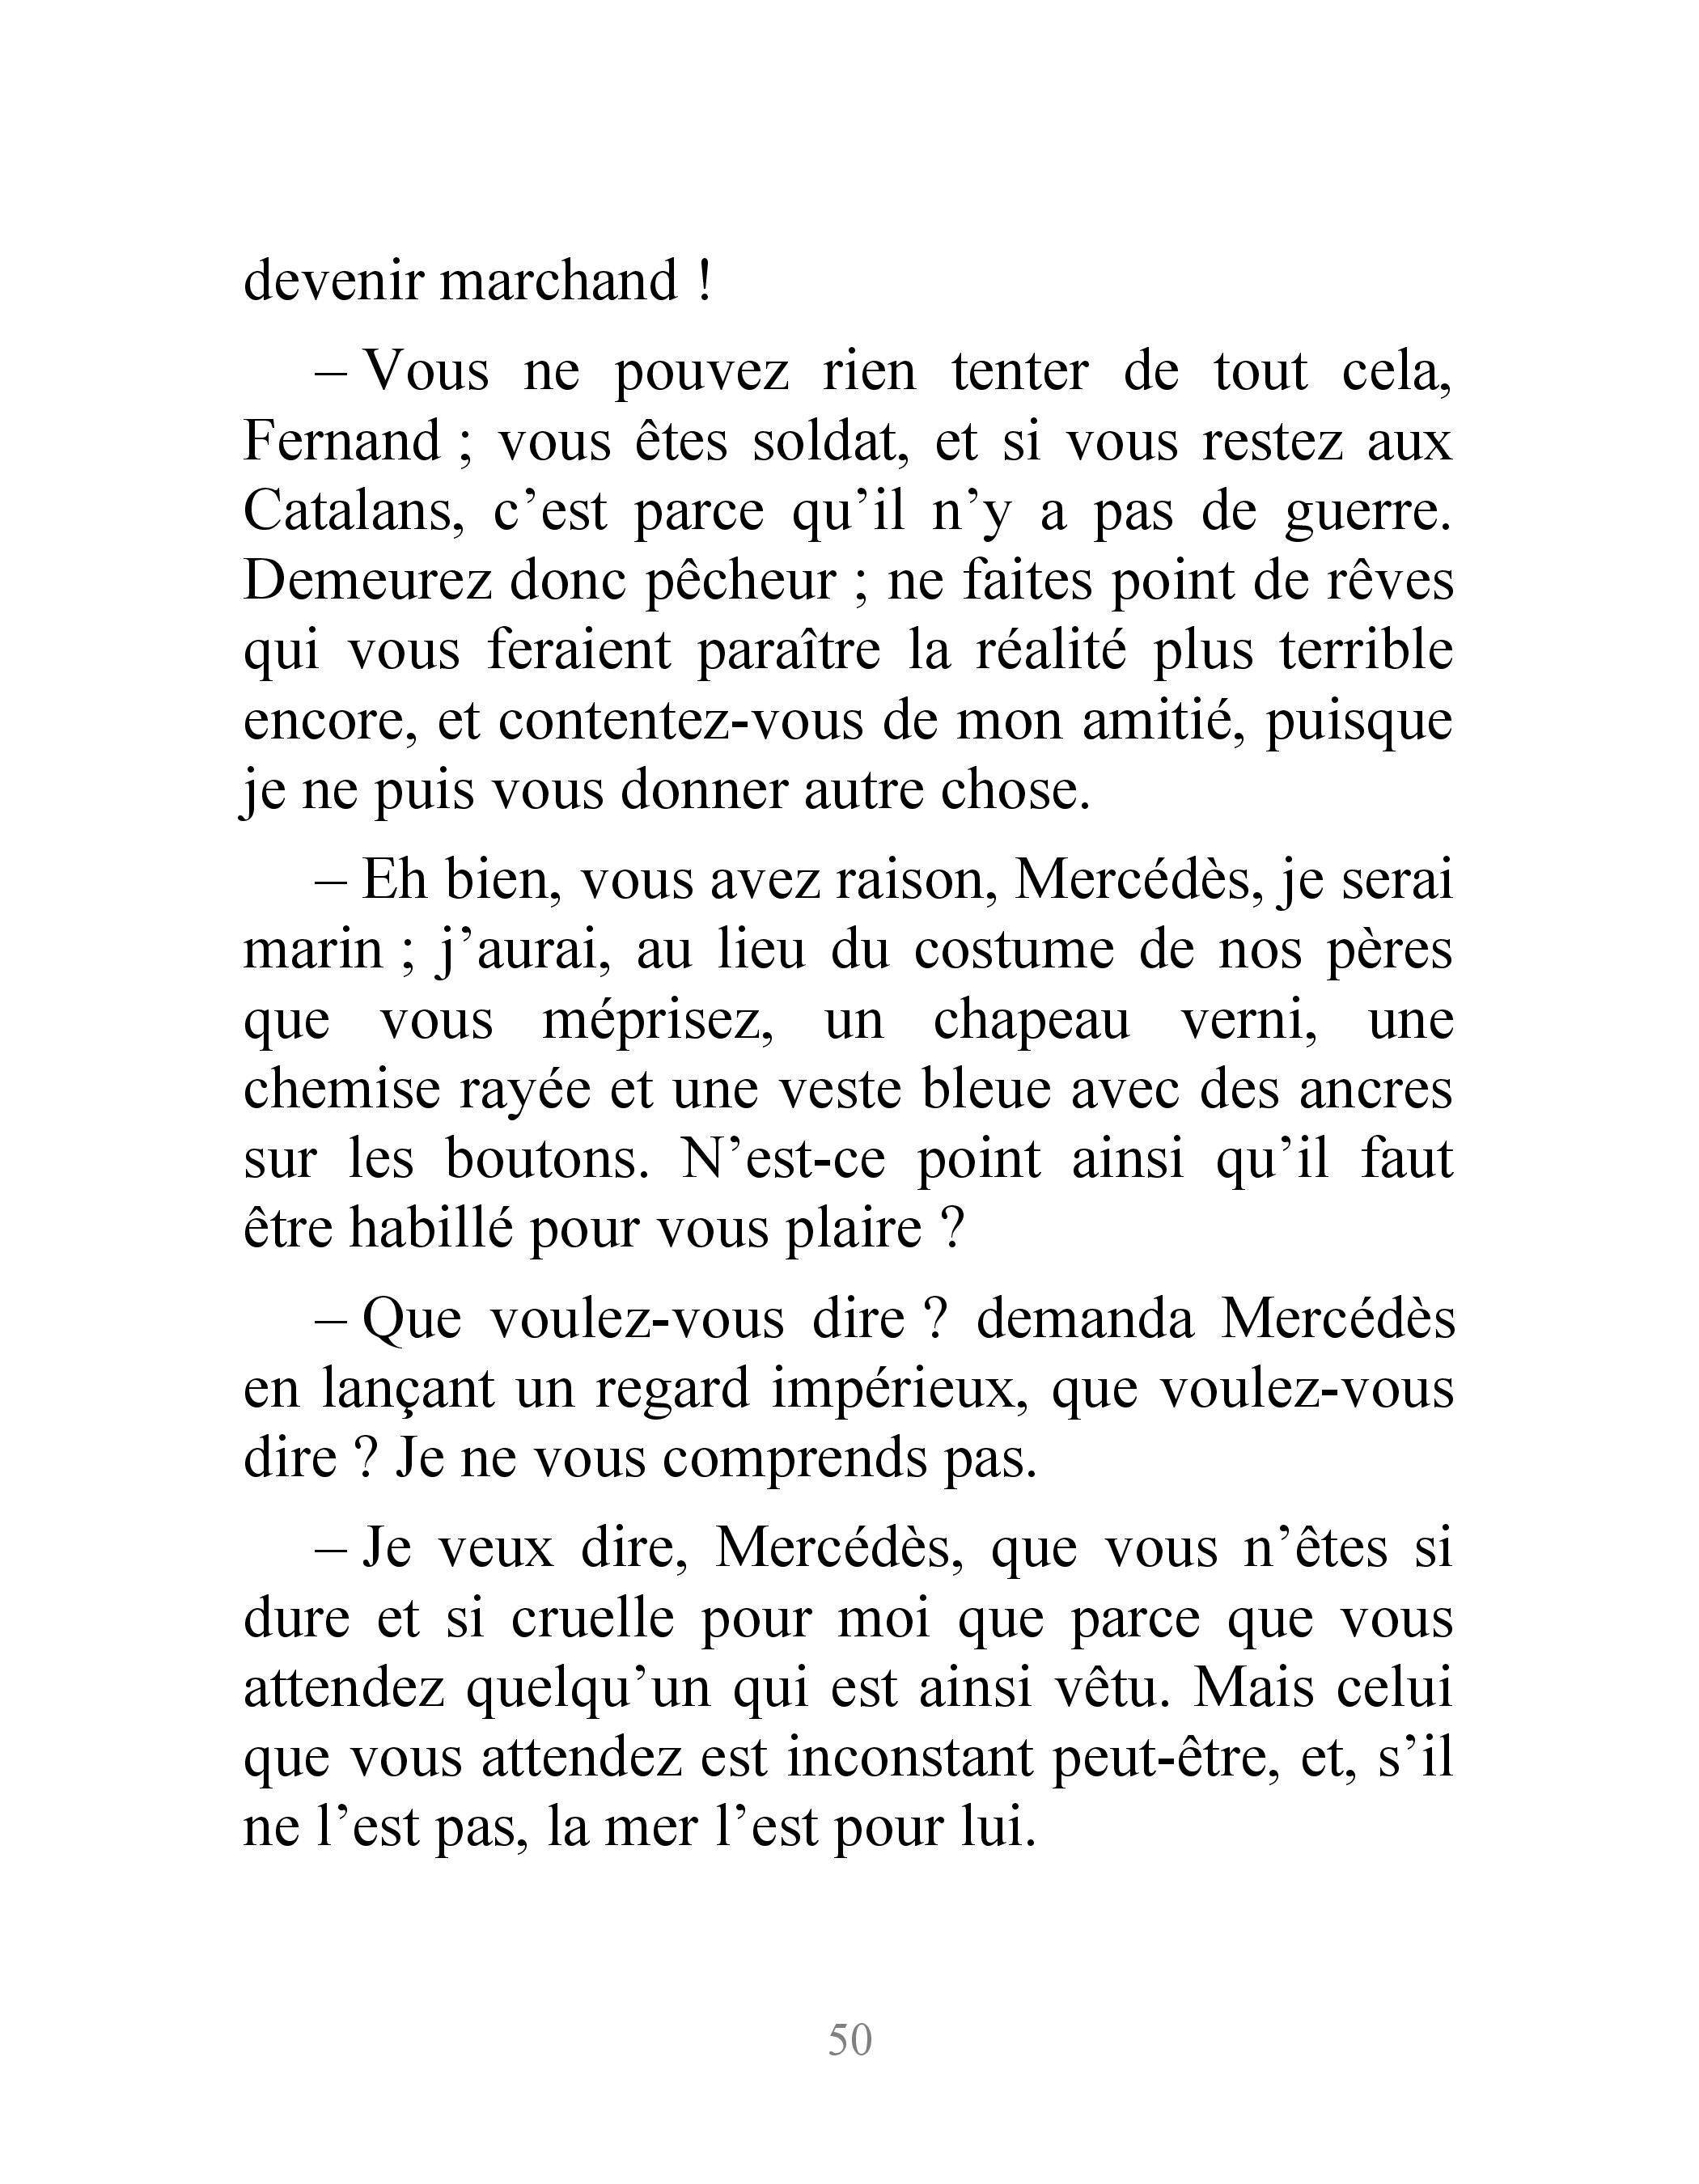 devenir marchand !
– Vous ne pouvez rien tenter de tout cela,
Fernand ; vous êtes soldat, et si vous restez aux
Catalans, c’est parce qu’il n’y a pas de guerre.
Demeurez donc pêcheur ; ne faites point de rêves
qui vous feraient paraître la réalité plus terrible
encore, et contentez-vous de mon amitié, puisque
je ne puis vous donner autre chose.
– Eh bien, vous avez raison, Mercédès, je serai
marin ; j’aurai, au lieu du costume de nos pères
que vous méprisez, un chapeau verni, une
chemise rayée et une veste bleue avec des ancres
sur les boutons. N’est-ce point ainsi qu’il faut
être habillé pour vous plaire ?
– Que voulez-vous dire ? demanda Mercédès
en lançant un regard impérieux, que voulez-vous
dire ? Je ne vous comprends pas.
– Je veux dire, Mercédès, que vous n’êtes si
dure et si cruelle pour moi que parce que vous
attendez quelqu’un qui est ainsi vêtu. Mais celui
que vous attendez est inconstant peut-être, et, s’il
ne l’est pas, la mer l’est pour lui.
50